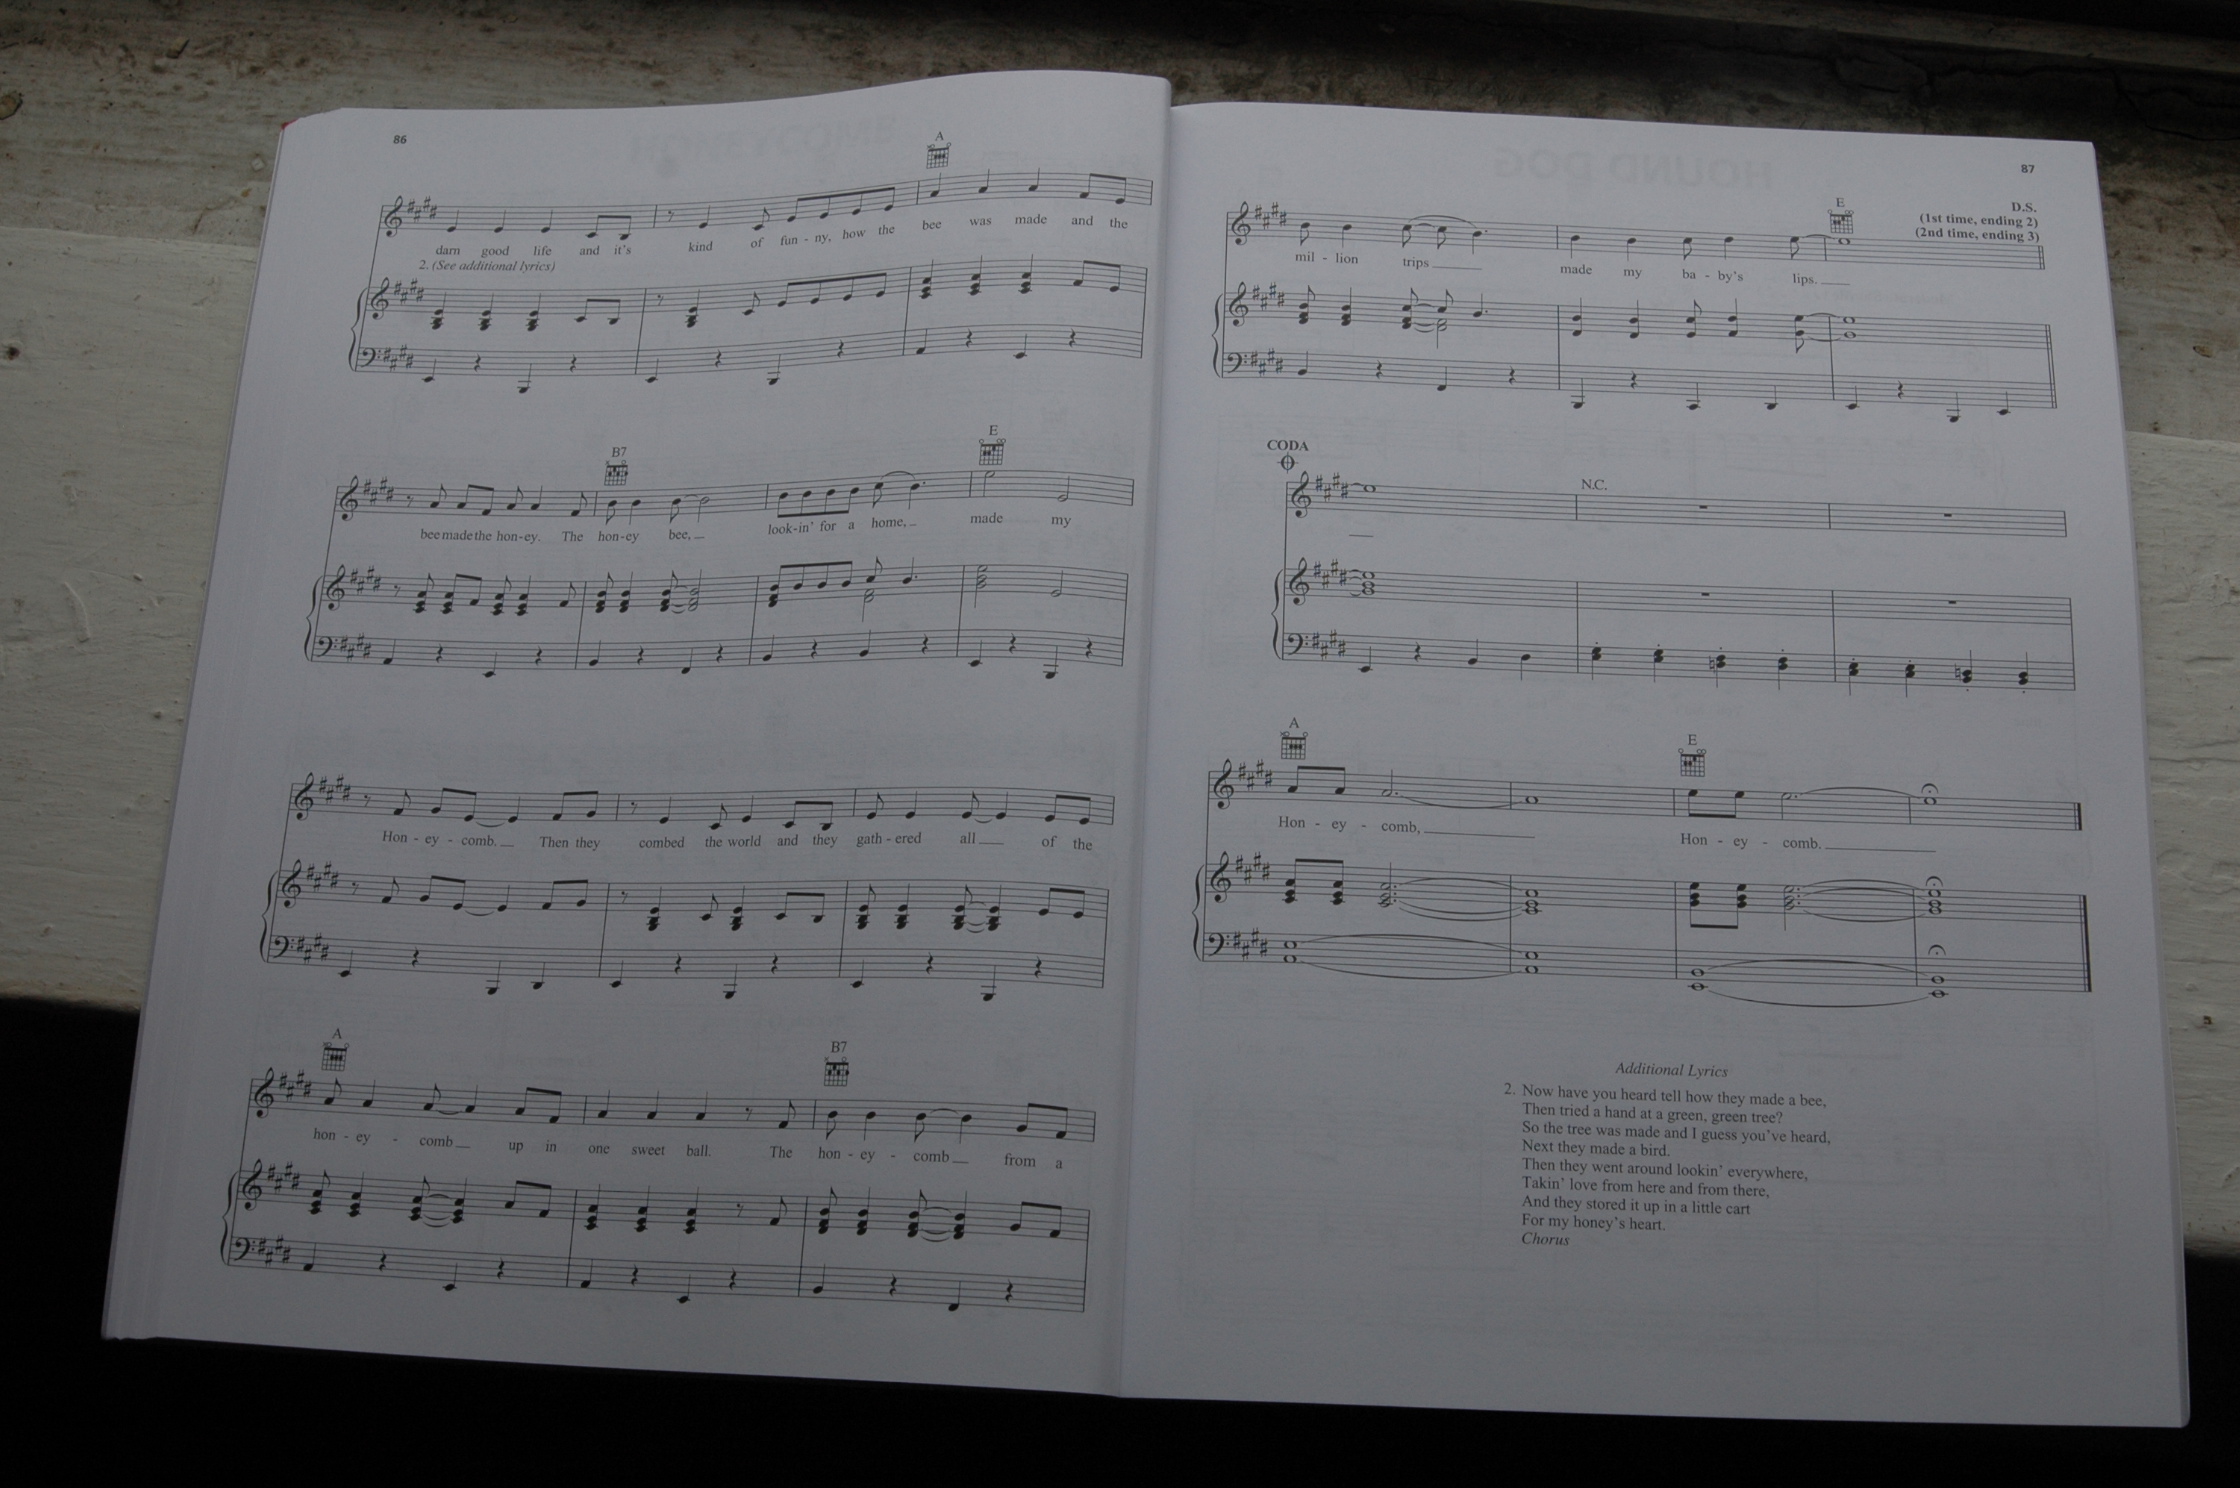 86
A
darn good life and it's kind of fun - ny, how the bee was made and the
2. (See additional lyrics)
B7 E
bee made the hon-ey. The hon-ey bee, look-in' for a home, made my
Hon - ey - comb. Then they combed the world and they gath - ered all of the
A B7
hon - ey - comb up in one sweet ball. The hon - ey - comb from a
87
E D.S.
(1st time, ending 2)
(2nd time, ending 3)
mil - lion trips made my ba - by's lips.
CODA
N.C.
A E
Hon - ey - comb, Hon - ey - comb.
Additional Lyrics
2. Now have you heard tell how they made a bee,
Then tried a hand at a green, green tree?
So the tree was made and I guess you've heard,
Next they made a bird.
Then they went around lookin' everywhere,
Takin' love from here and from there,
And they stored it up in a little cart
For my honey's heart.
Chorus
HONEYCOMB
HOUND DOG